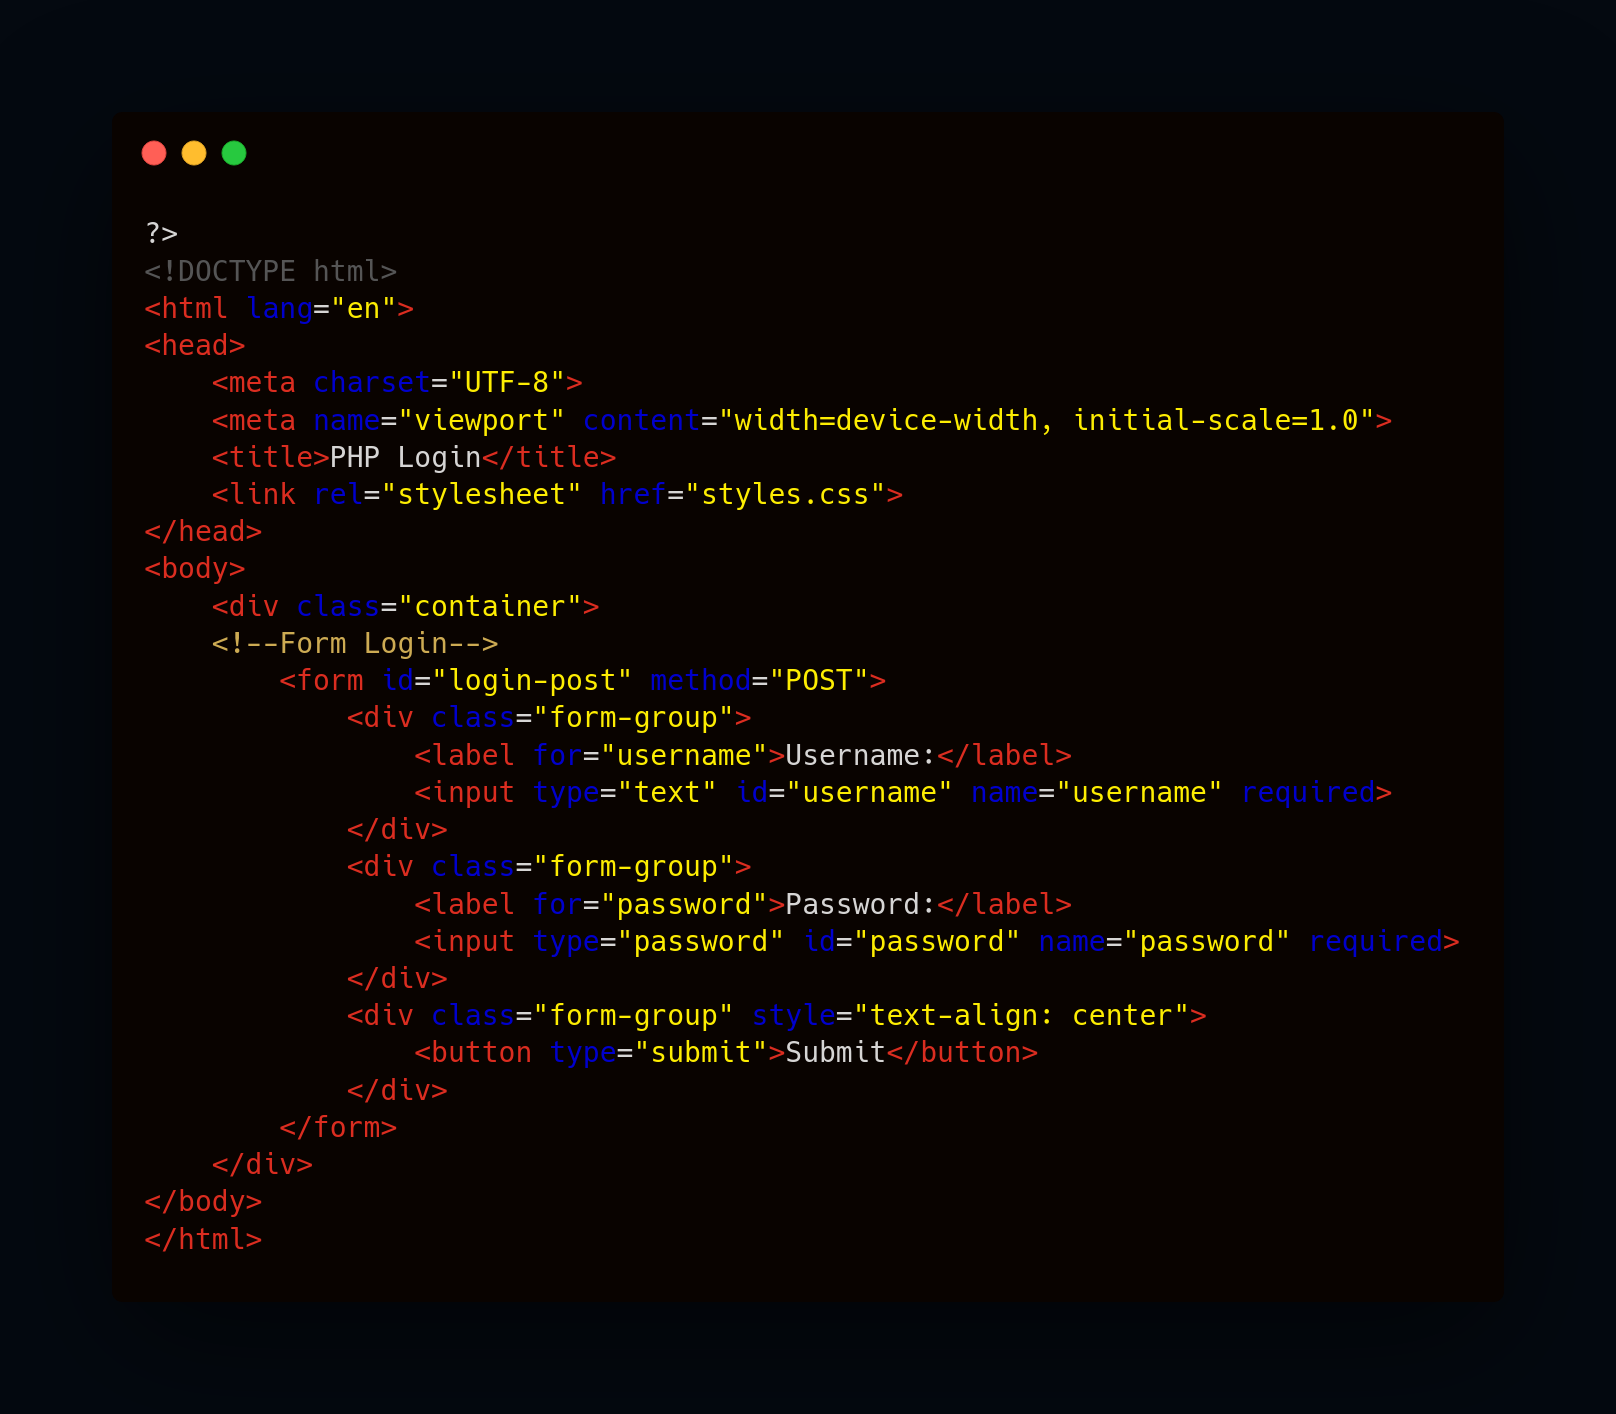 ?>
<!DOCTYPE html>
<html lang="en">
<head>
    <meta charset="UTF-8">
    <meta name="viewport" content="width=device-width, initial-scale=1.0">
    <title>PHP Login</title>
    <link rel="stylesheet" href="styles.css">
</head>
<body>
    <div class="container">
    <!--Form Login-->
        <form id="login-post" method="POST">
            <div class="form-group">
                <label for="username">Username:</label>
                <input type="text" id="username" name="username" required>
            </div>
            <div class="form-group">
                <label for="password">Password:</label>
                <input type="password" id="password" name="password" required>
            </div>
            <div class="form-group" style="text-align: center">
                <button type="submit">Submit</button>
            </div>
        </form>
    </div>
</body>
</html>